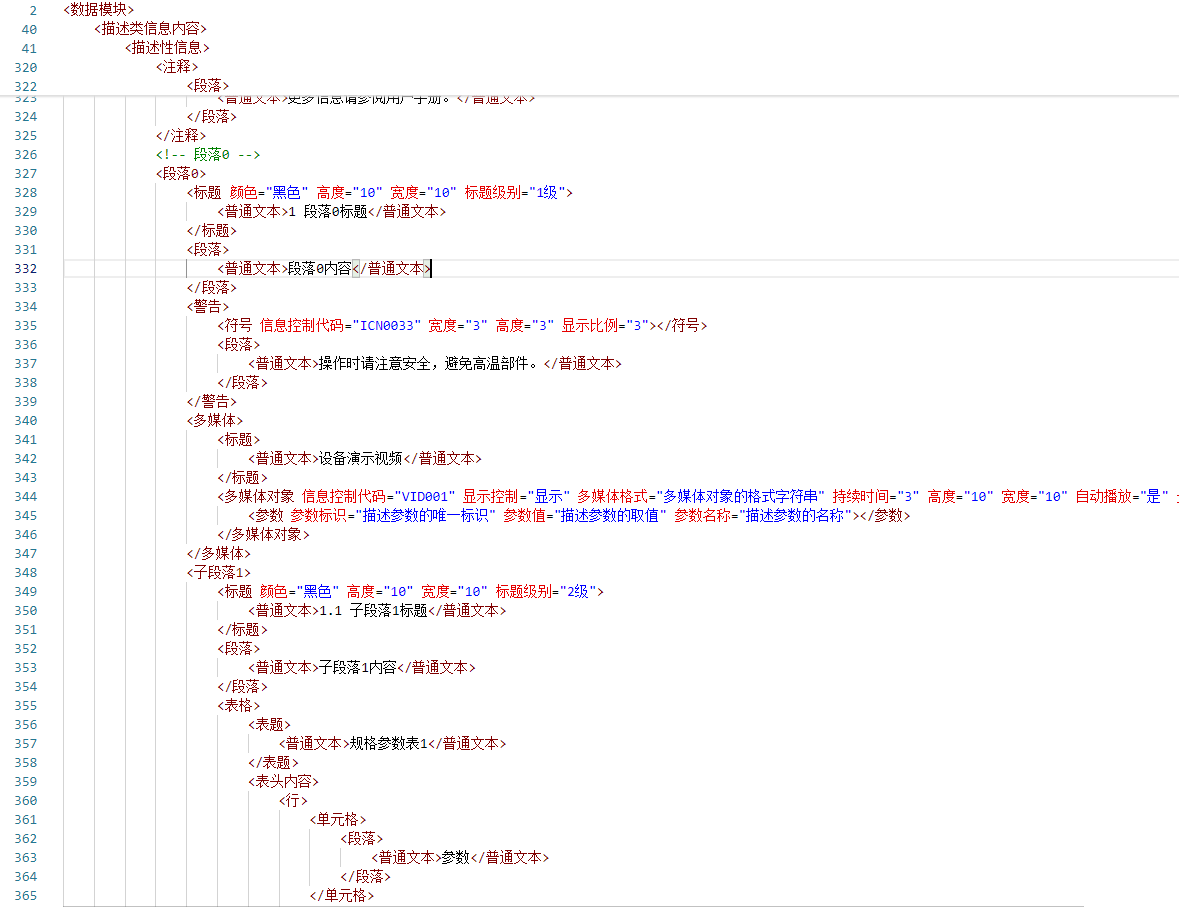 2 <数据模块>
40 <描述类信息内容>
41 <描述性信息>
320 <注释>
322 <段落>
323 <普通文本>更多信息请参阅用户手册。</普通文本>
324 </段落>
325 </注释>
326 <!-- 段落0 -->
327 <段落0>
328 <标题 颜色="黑色" 高度="10" 宽度="10" 标题级别="1级">
329 <普通文本>1 段落0标题</普通文本>
330 </标题>
331 <段落>
332 <普通文本>段落0内容</普通文本>
333 </段落>
334 <警告>
335 <符号 信息控制代码="ICN0033" 宽度="3" 高度="3" 显示比例="3"></符号>
336 <段落>
337 <普通文本>操作时请注意安全，避免高温部件。</普通文本>
338 </段落>
339 </警告>
340 <多媒体>
341 <标题>
342 <普通文本>设备演示视频</普通文本>
343 </标题>
344 <多媒体对象 信息控制代码="VID001" 显示控制="显示" 多媒体格式="多媒体对象的格式字符串" 持续时间="3" 高度="10" 宽度="10" 自动播放="是"
345 <参数 参数标识="描述参数的唯一标识" 参数值="描述参数的取值" 参数名称="描述参数的名称"></参数>
346 </多媒体对象>
347 </多媒体>
348 <子段落1>
349 <标题 颜色="黑色" 高度="10" 宽度="10" 标题级别="2级">
350 <普通文本>1.1 子段落1标题</普通文本>
351 </标题>
352 <段落>
353 <普通文本>子段落1内容</普通文本>
354 </段落>
355 <表格>
356 <表题>
357 <普通文本>规格参数表1</普通文本>
358 </表题>
359 <表头内容>
360 <行>
361 <单元格>
362 <段落>
363 <普通文本>参数</普通文本>
364 </段落>
365 </单元格>